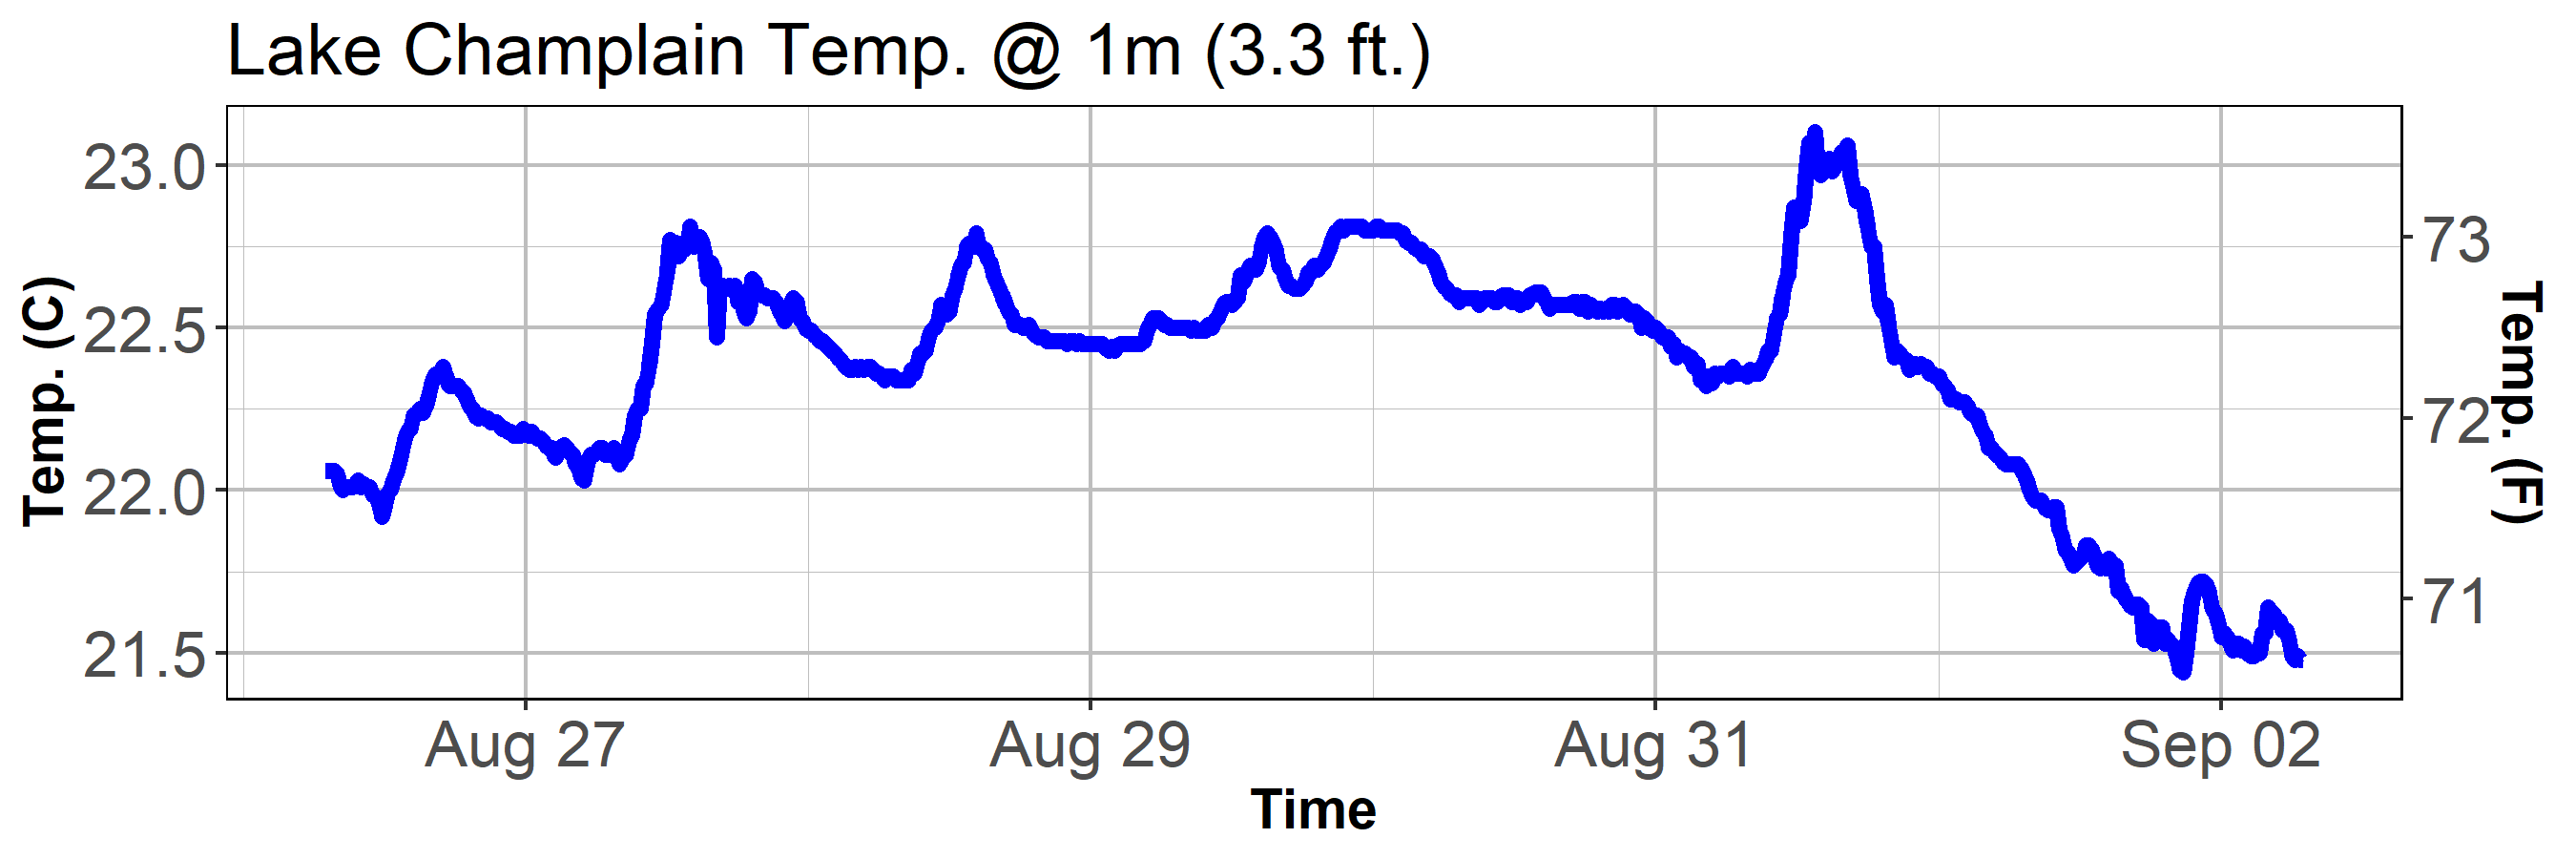 Lake Champlain Temp. @ 1m (3.3 ft.)
Temp. (C)
23.0
22.5
22.0
21.5
73
72
71
Temp. (F)
Aug 27
Aug 29
Aug 31
Sep 02
Time